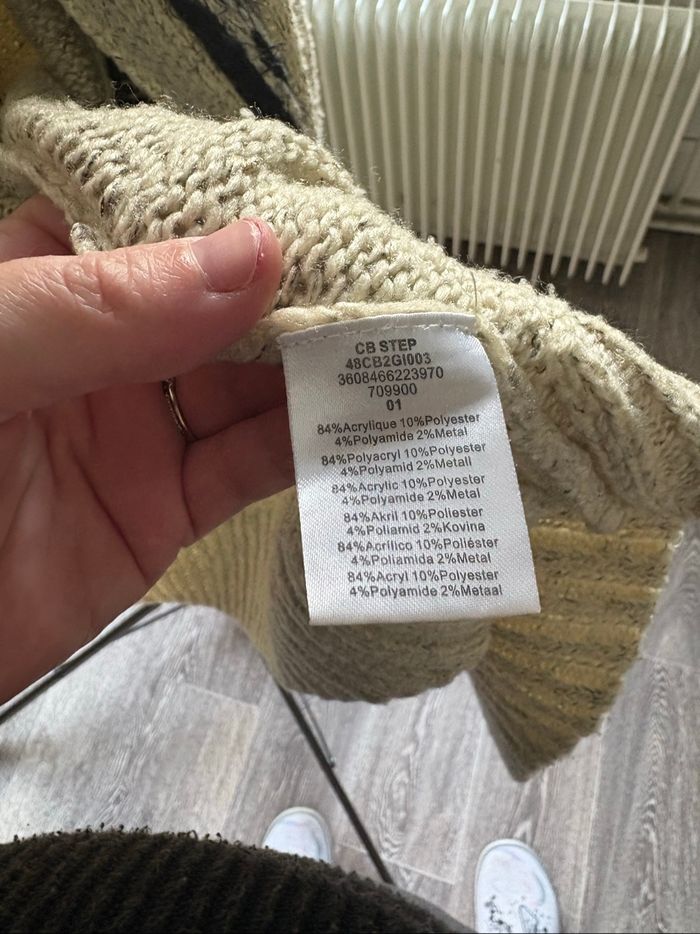 CB STEP
48CB2GI003
3608466223970
709900
01
84%Acrylique 10%Polyester
4%Polyamide 2%Metal
84%Polyacryl 10%Polyester
4%Polyamid 2%Metall
84%Acrylic 10%Polyester
4%Polyamide 2%Metal
84%Akril 10%Poliester
4%Poliamid 2%Kovina
84%Acrilico 10%Poliéster
4%Poliamida 2%Metal
84%Acryl 10%Polyester
4%Polyamide 2%Metaal